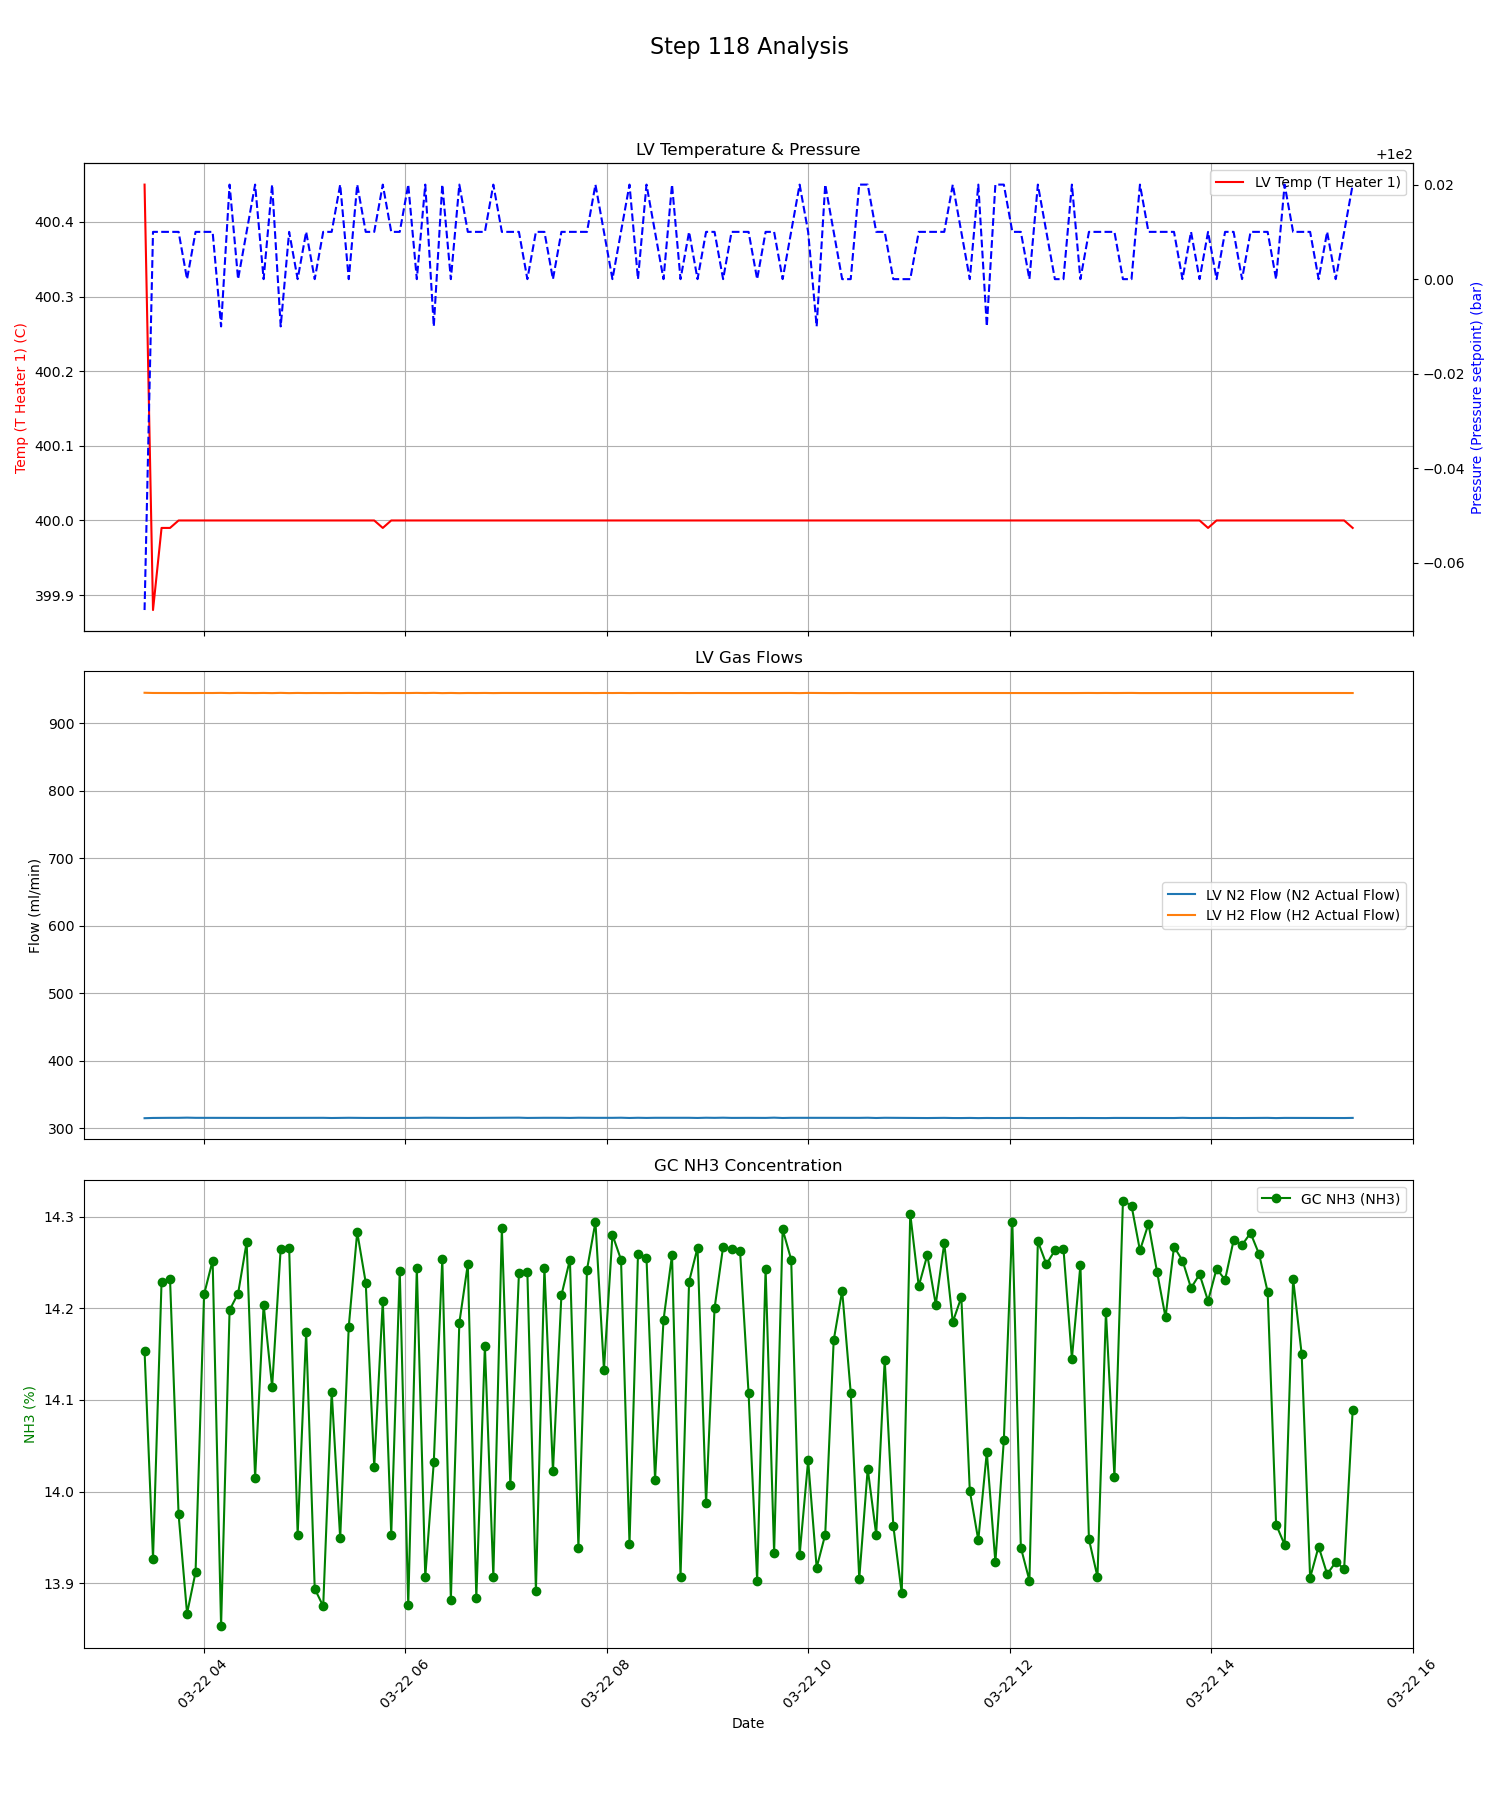 Step 118 Analysis
LV Temperature & Pressure
+1e2
LV Temp (T Heater 1)
Temp (T Heater 1) (C)
400.4
400.3
400.2
400.1
400.0
399.9
0.02
0.00
−0.02
−0.04
−0.06
Pressure (Pressure setpoint) (bar)
LV Gas Flows
Flow (ml/min)
900
800
700
600
500
400
300
LV N2 Flow (N2 Actual Flow)
LV H2 Flow (H2 Actual Flow)
GC NH3 Concentration
GC NH3 (NH3)
NH3 (%)
14.3
14.2
14.1
14.0
13.9
03-22 04
03-22 06
03-22 08
03-22 10
03-22 12
03-22 14
03-22 16
Date